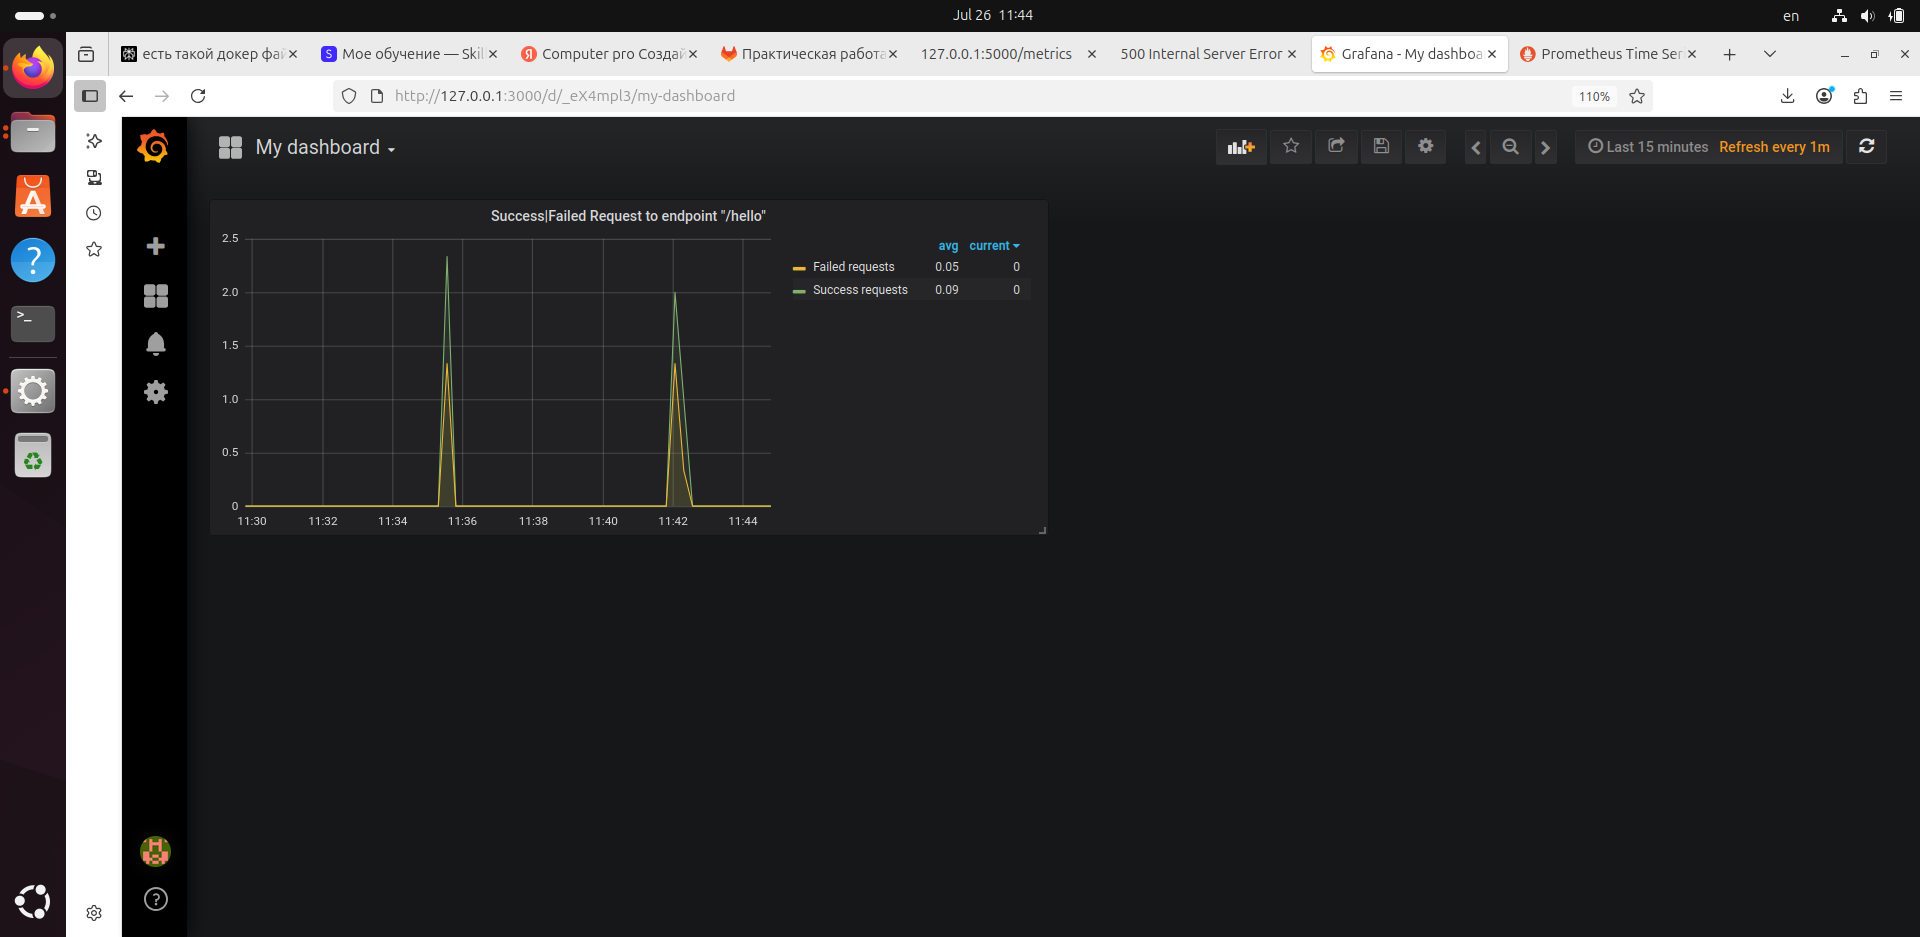 Jul 26 11:44
en
есть такой докер фай
Мое обучение — Skil
Computer pro Создай
Практическая работа
127.0.0.1:5000/metrics
500 Internal Server Error
Grafana - My dashboa
Prometheus Time Ser
http://127.0.0.1:3000/d/_eX4mpl3/my-dashboard
110%
My dashboard
Last 15 minutes Refresh every 1m
Success|Failed Request to endpoint "/hello"
2.5
2.0
1.5
1.0
0.5
0
11:30 11:32 11:34 11:36 11:38 11:40 11:42 11:44
avg current
Failed requests 0.05 0
Success requests 0.09 0